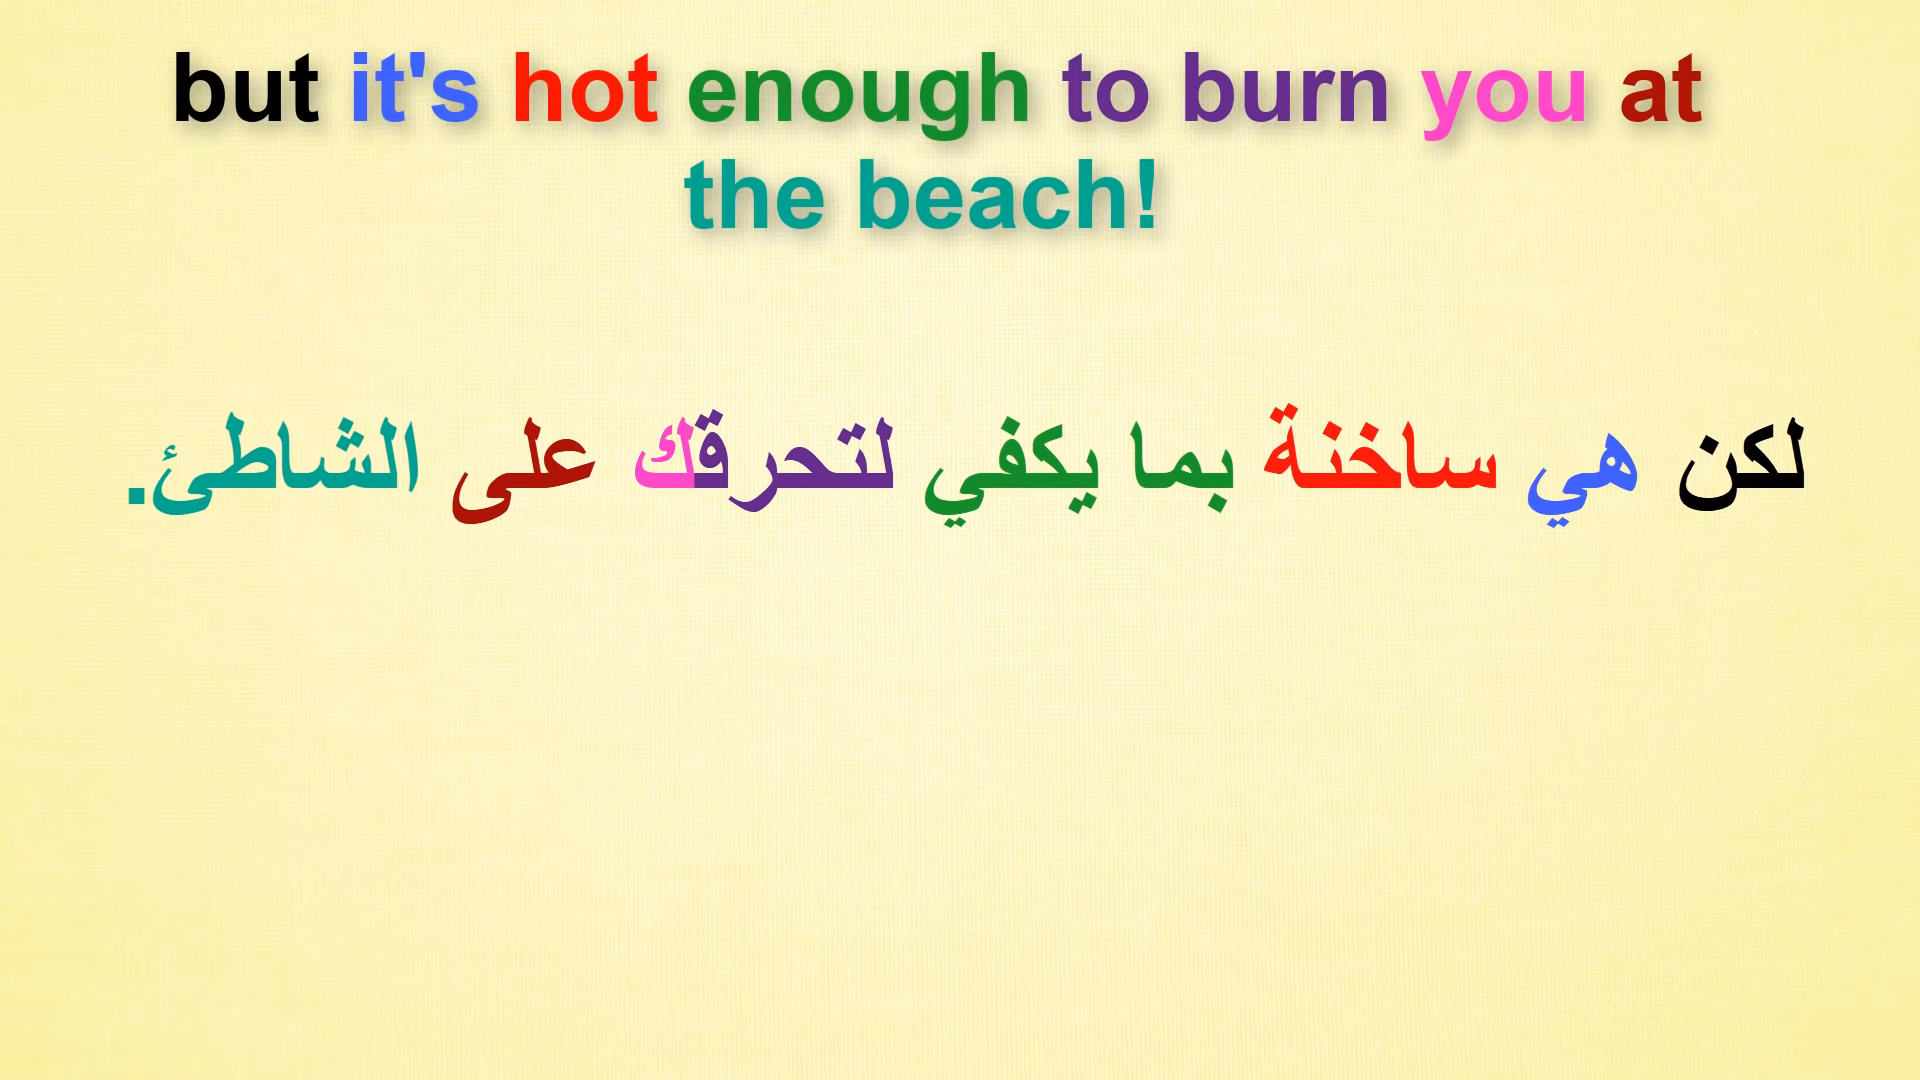 but it's hot enough to burn you at
the beach!
لكن هي ساخنة بما يكفي لتحرقك على الشاطئ.